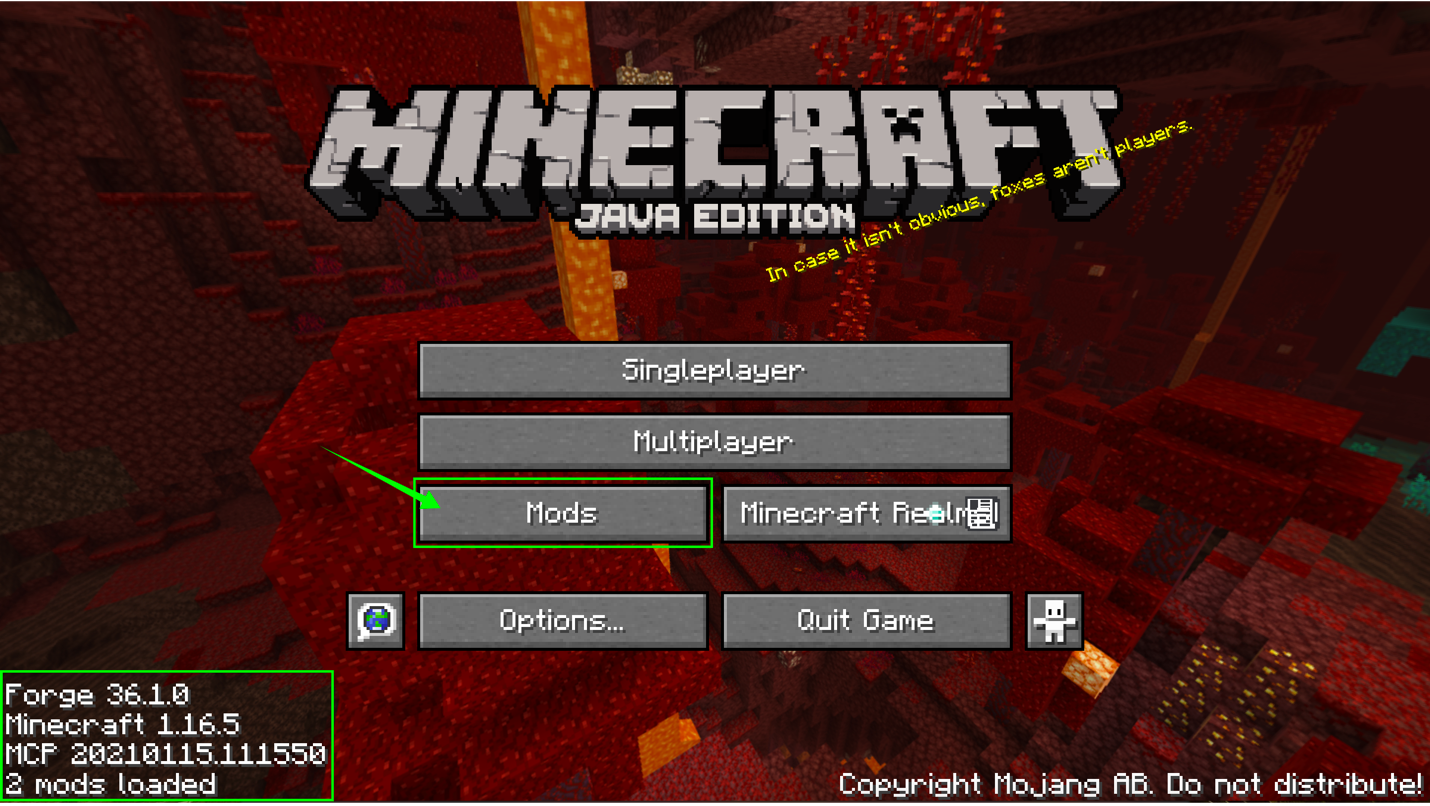 MINECRAFT
JAVA EDITION
In case it isn't obvious, foxes aren't players.
Singleplayer
Multiplayer
Mods
Minecraft Realms
Options...
Quit Game
Forge 36.1.0
Minecraft 1.16.5
MCP 20210115.111550
2 mods loaded
Copyright Mojang AB. Do not distribute!